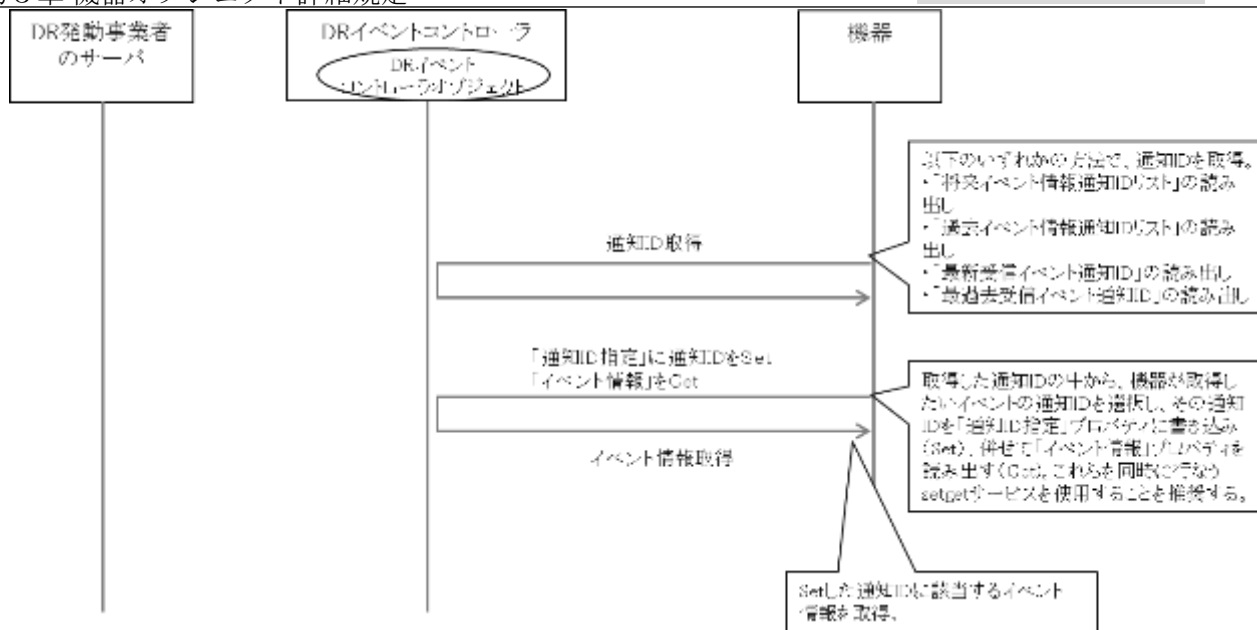 機器オブジェクト詳細規定
DR発動事業者
のサーバ
DRイベントコントローラ
DRイベント
コントローラオブジェクト
機器
以下のいずれかの方法で、通知IDを取得。
・「将来イベント情報通知IDリスト」の読み
出し
・「過去イベント情報通知IDリスト」の読み
出し
・「最新受信イベント通知ID」の読み出し
・「最過去受信イベント通知ID」の読み出し
通知ID取得
「通知ID指定」に通知IDをSet
「イベント情報」をGet
取得した通知IDの中から、機器が取得し
たいイベントの通知IDを選択し、その通知
IDを「通知ID指定」プロパティに書き込み
(Set)、併せて「イベント情報」プロパティを
読み出す(Get)。これらを同時に行なう
setgetサービスを使用することを推奨する。
イベント情報取得
Setした通知IDに該当するイベント
情報を取得。